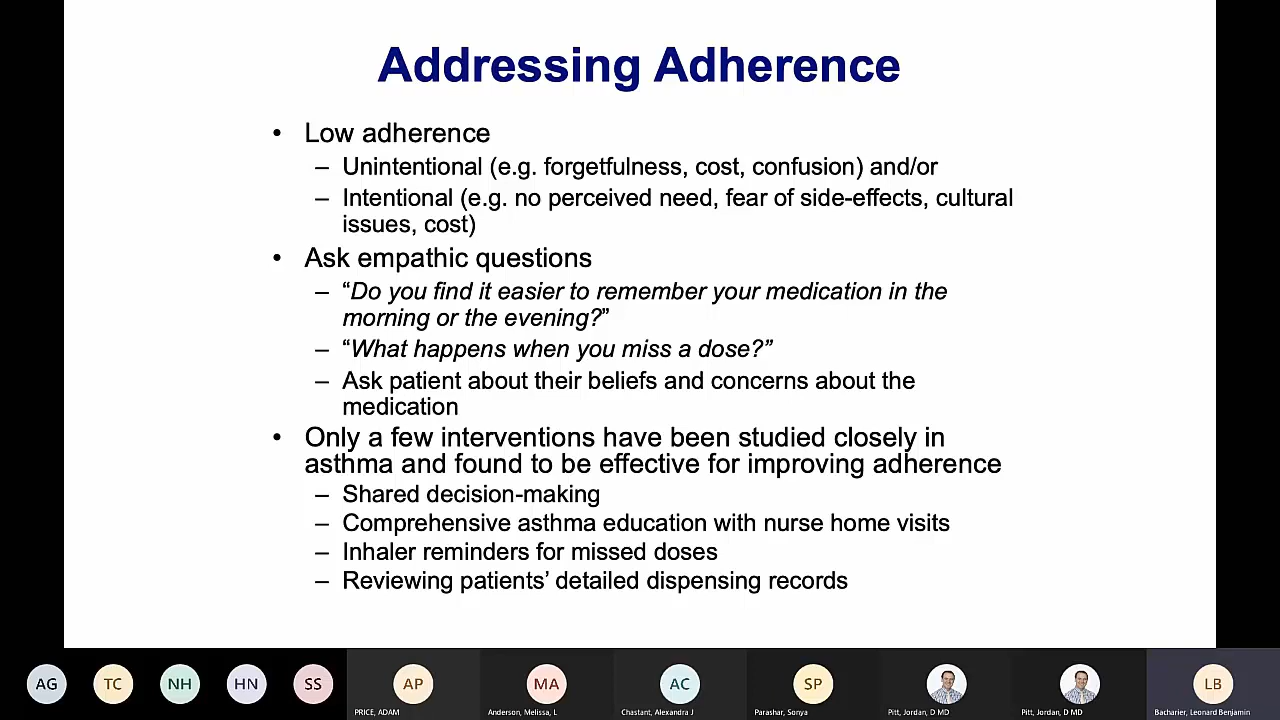 Addressing Adherence
• Low adherence
– Unintentional (e.g. forgetfulness, cost, confusion) and/or
– Intentional (e.g. no perceived need, fear of side-effects, cultural
issues, cost)
• Ask empathic questions
– “Do you find it easier to remember your medication in the
morning or the evening?”
– “What happens when you miss a dose?”
– Ask patient about their beliefs and concerns about the
medication
• Only a few interventions have been studied closely in
asthma and found to be effective for improving adherence
– Shared decision-making
– Comprehensive asthma education with nurse home visits
– Inhaler reminders for missed doses
– Reviewing patients’ detailed dispensing records
AG TC NH HN SS AP MA AC SP LB
PRICE, ADAM Anderson, Melissa, L Chastant, Alexandra J Parashar, Sonya Pitt, Jordan, D MD Pitt, Jordan, D MD Bacharier, Leonard Benjamin